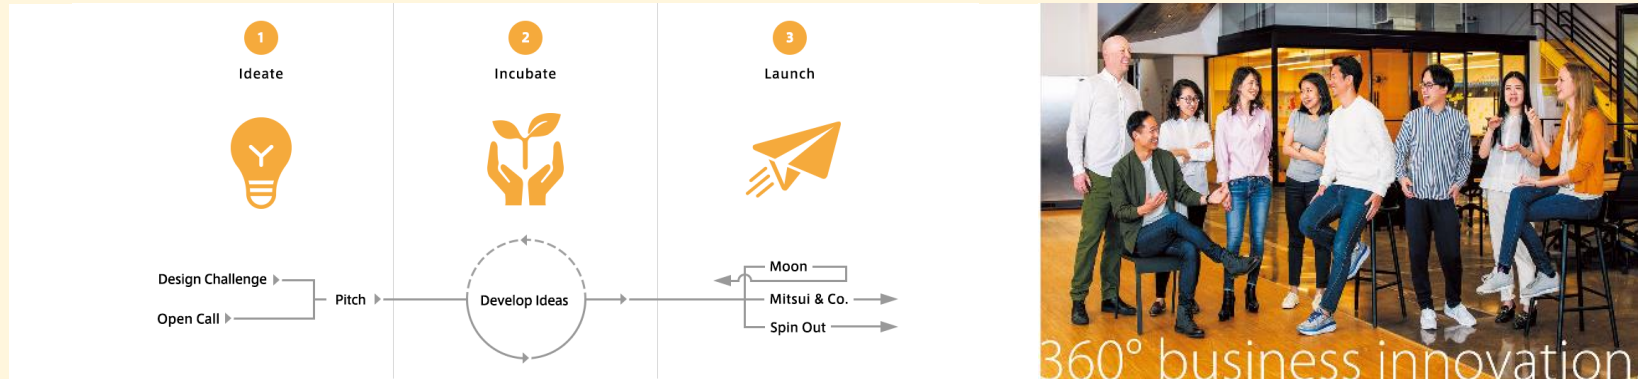 1
Ideate
2
Incubate
3
Launch
Design Challenge
Open Call
Pitch
Develop Ideas
Moon
Mitsui & Co.
Spin Out
360° business innovation